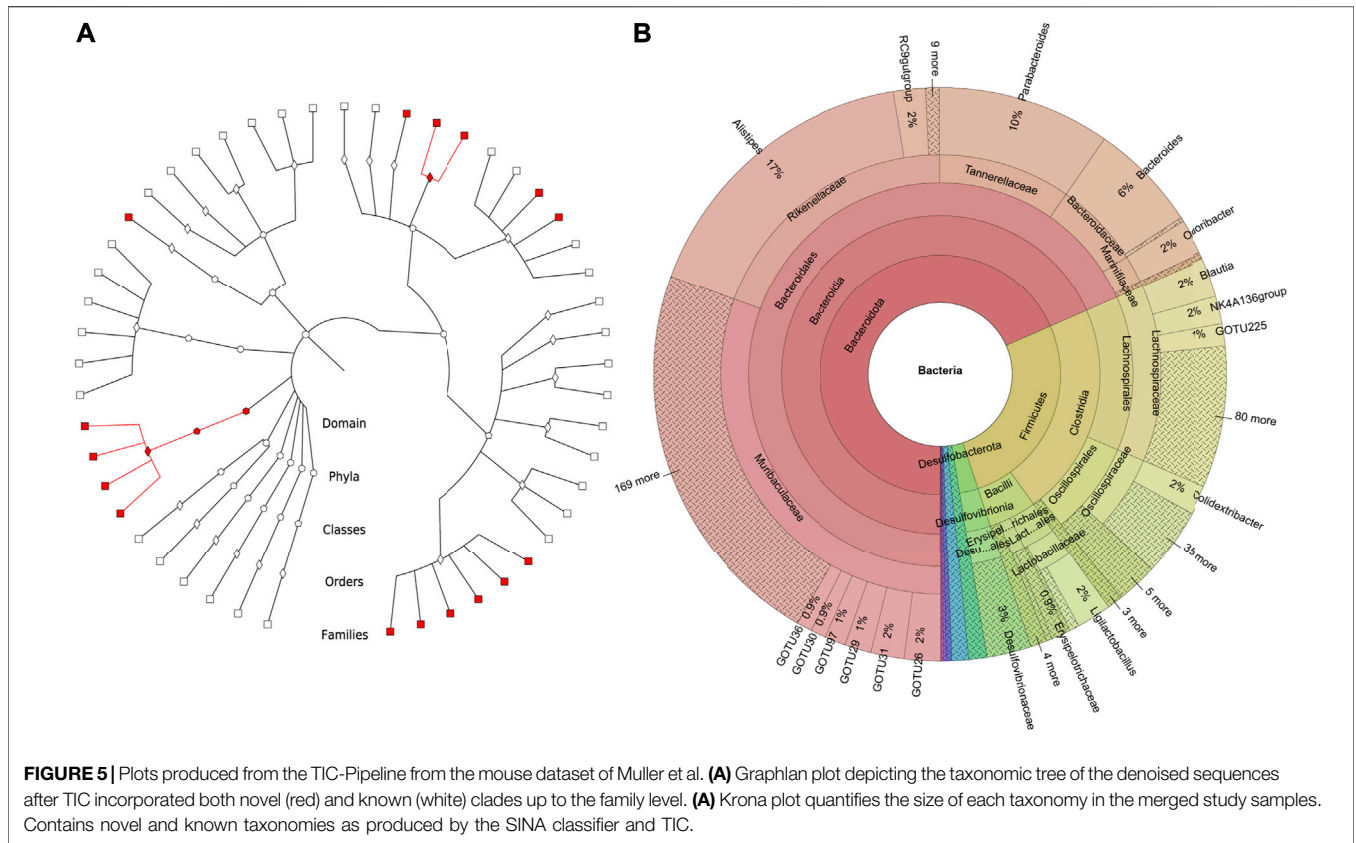 A
B
Domain
Phyla
Classes
Orders
Families
Bacteria
Bacteroidota
Bacteroidia
Bacteroidales
Rikenellaceae
Alistipes
17%
RC9gutgroup
2%
9 more
Parabacteroides
10%
Tannerellaceae
Bacteroides
6%
Bacteroidaceae
2%
Marinifilaceae
Blautia
2%
NK4A136group
2%
GOTU225
1%
Lachnospiraceae
Lachnospirales
Firmicutes
Clostridia
80 more
2%
35 more
5 more
3 more
Oscillospirales
Oscillospiraceae
Desulfobacterota
Bacilli
Desulfovibrionia
Erysipel...richales
Desu...ales
Lact...ales
Lactobacillaceae
Ligilactobacillus
2%
Erysipelotrichaceae
0.9%
4 more
Desulfovibrionaceae
3%
Muribaculaceae
169 more
GOTU36
0.9%
GOTU30
0.9%
GOTU97
1%
GOTU29
1%
GOTU31
2%
GOTU26
2%
FIGURE 5 | Plots produced from the TIC-Pipeline from the mouse dataset of Muller et al. (A) Graphlan plot depicting the taxonomic tree of the denoised sequences
after TIC incorporated both novel (red) and known (white) clades up to the family level. (A) Krona plot quantifies the size of each taxonomy in the merged study samples.
Contains novel and known taxonomies as produced by the SINA classifier and TIC.